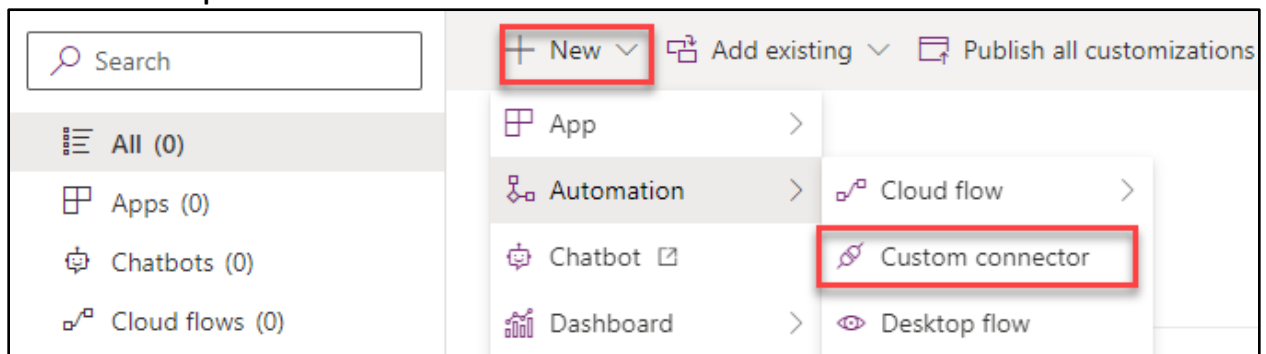 Search
All (0)
Apps (0)
Chatbots (0)
Cloud flows (0)
New
Add existing
Publish all customizations
App
Automation
Chatbot
Dashboard
Cloud flow
Custom connector
Desktop flow